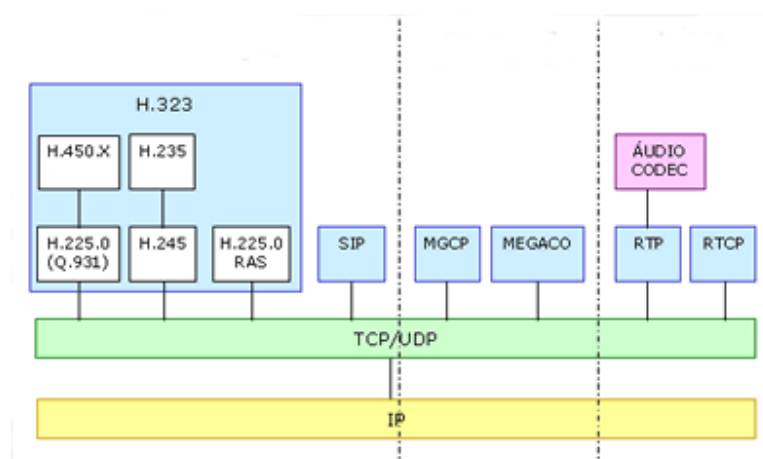 H.323
H.450.X
H.235
ÁUDIO
CODEC
H.225.0
(Q.931)
H.245
H.225.0
RAS
SIP
MGCP
MEGACO
RTP
RTCP
TCP/UDP
IP